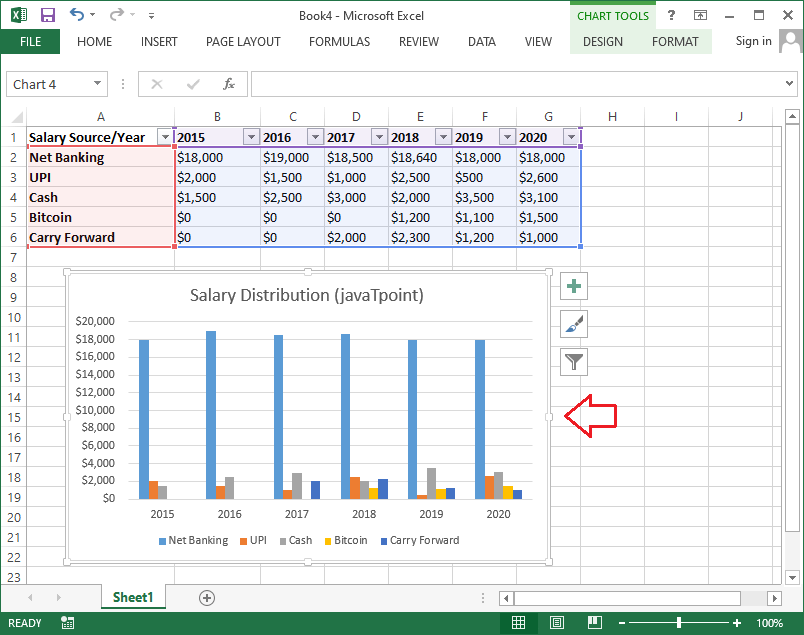 Book4 - Microsoft Excel
CHART TOOLS
?
FILE HOME INSERT PAGE LAYOUT FORMULAS REVIEW DATA VIEW DESIGN FORMAT Sign in
Chart 4 fx
A B C D E F G H I J
1 Salary Source/Year 2015 2016 2017 2018 2019 2020
2 Net Banking $18,000 $19,000 $18,500 $18,640 $18,000 $18,000
3 UPI $2,000 $1,500 $1,000 $2,500 $500 $2,600
4 Cash $1,500 $2,500 $3,000 $2,000 $3,500 $3,100
5 Bitcoin $0 $0 $0 $1,200 $1,100 $1,500
6 Carry Forward $0 $0 $2,000 $2,300 $1,200 $1,000
7
8
9
10
11
12
13
14
15
16
17
18
19
20
21
22
23
Salary Distribution (javaTpoint)
$20,000
$18,000
$16,000
$14,000
$12,000
$10,000
$8,000
$6,000
$4,000
$2,000
$0
2015 2016 2017 2018 2019 2020
Net Banking UPI Cash Bitcoin Carry Forward
Sheet1
READY 100%